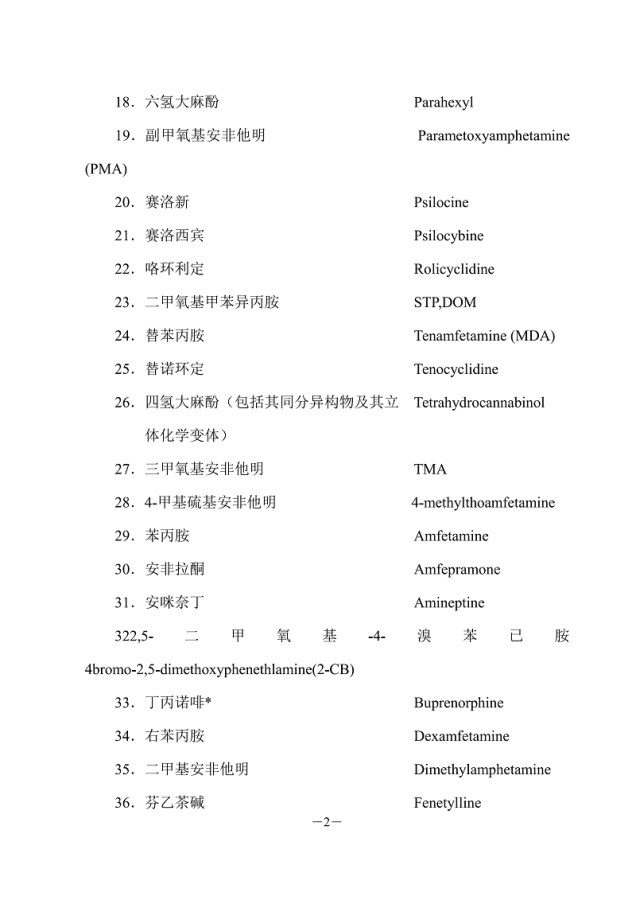 18．六氢大麻酚 Parahexyl
19．副甲氧基安非他明 Parametoxyamphetamine
(PMA)
20．赛洛新 Psilocine
21．赛洛西宾 Psilocybine
22．咯环利定 Rolicyclidine
23．二甲氧基甲苯异丙胺 STP,DOM
24．替苯丙胺 Tenamfetamine (MDA)
25．替诺环定 Tenocyclidine
26．四氢大麻酚（包括其同分异构物及其立 Tetrahydrocannabinol
体化学变体）
27．三甲氧基安非他明 TMA
28．4-甲基硫基安非他明 4-methylthoamfetamine
29．苯丙胺 Amfetamine
30．安非拉酮 Amfepramone
31．安咪奈丁 Amineptine
322,5- 二 甲 氧 基 -4- 溴 苯 已 胺
4bromo-2,5-dimethoxyphenethlamine(2-CB)
33．丁丙诺啡* Buprenorphine
34．右苯丙胺 Dexamfetamine
35．二甲基安非他明 Dimethylamphetamine
36．芬乙茶碱 Fenetylline
－2－